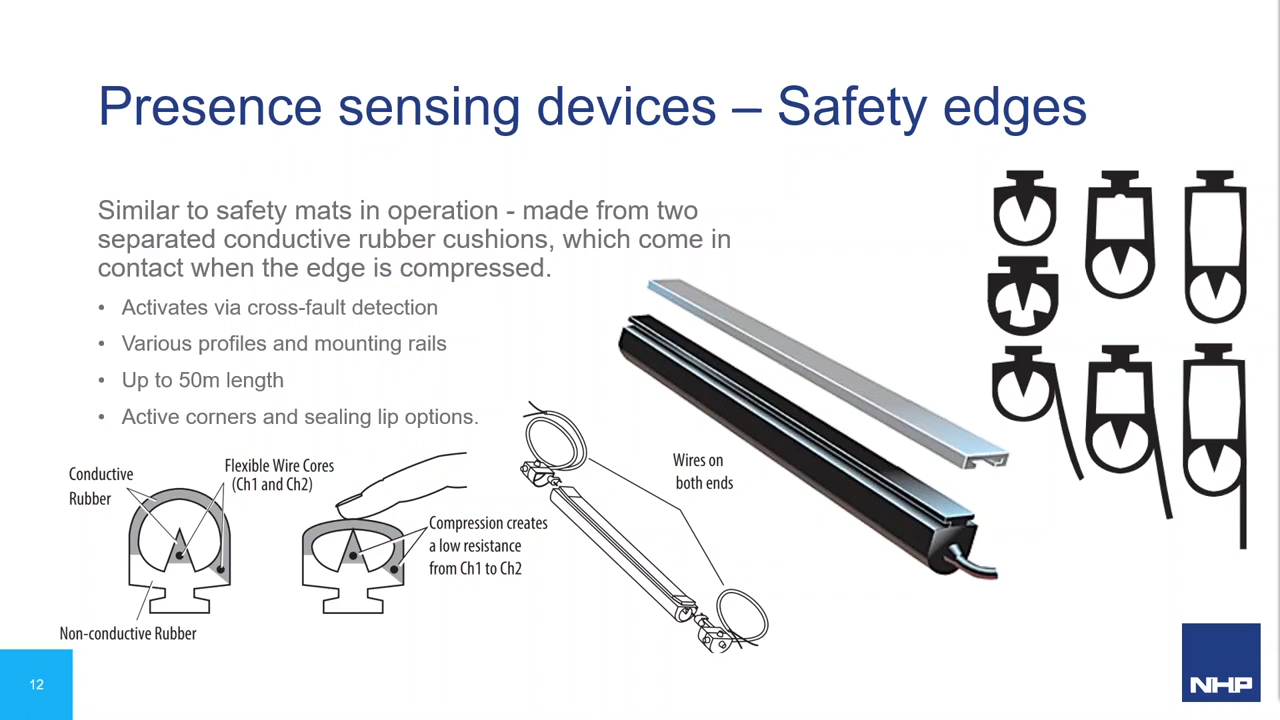 Presence sensing devices – Safety edges
Similar to safety mats in operation - made from two
separated conductive rubber cushions, which come in
contact when the edge is compressed.
• Activates via cross-fault detection
• Various profiles and mounting rails
• Up to 50m length
• Active corners and sealing lip options.
Conductive
Rubber
Flexible Wire Cores
(Ch1 and Ch2)
Non-conductive Rubber
Compression creates
a low resistance
from Ch1 to Ch2
Wires on
both ends
12
NHP